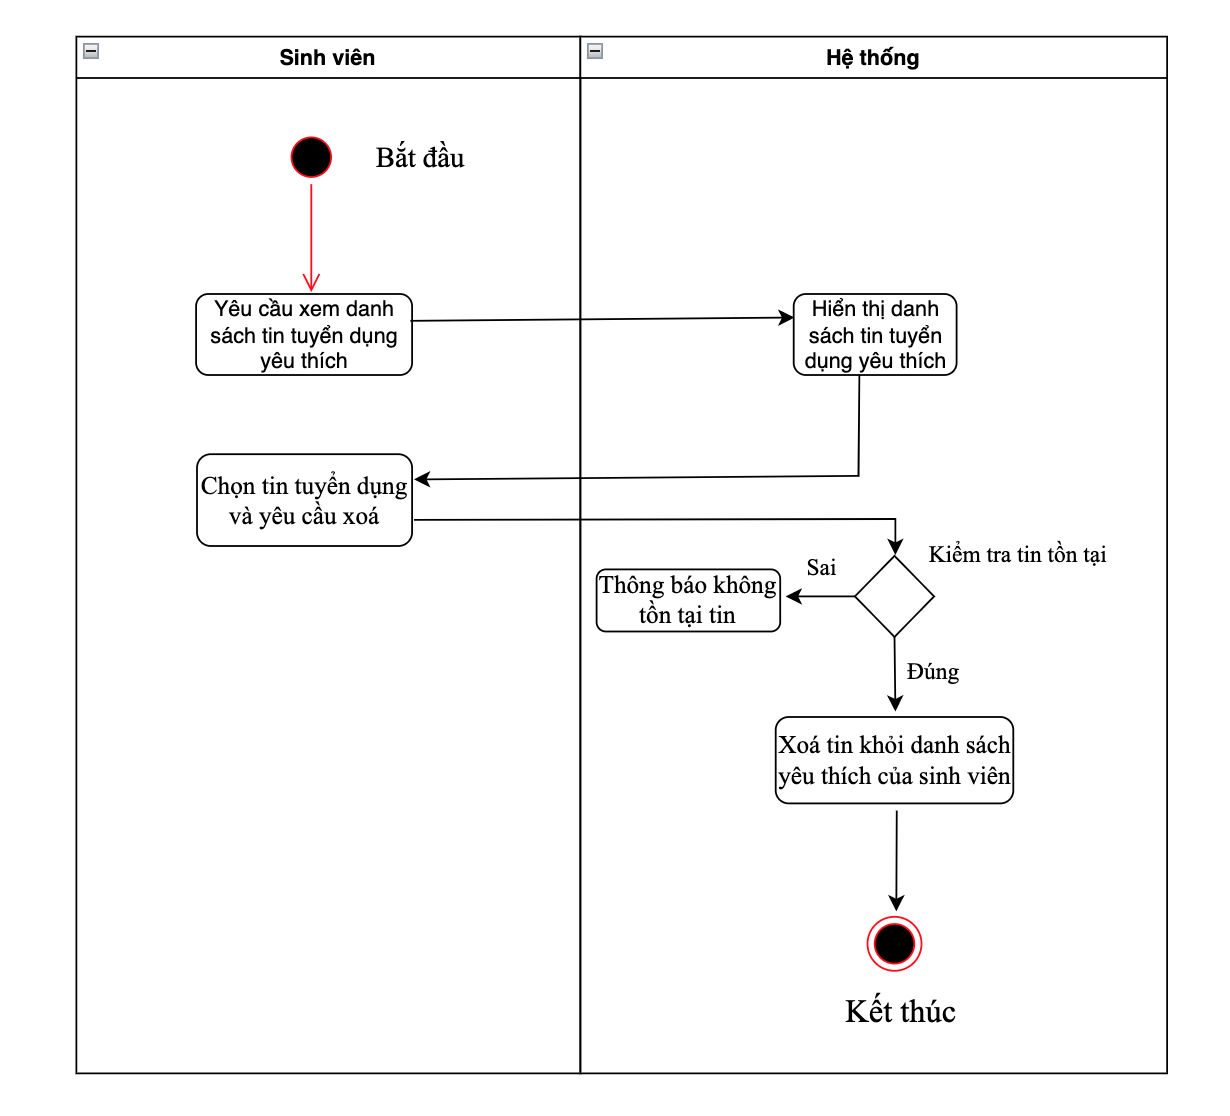 Sinh viên
Hệ thống
Bắt đầu
Yêu cầu xem danh
sách tin tuyển dụng
yêu thích
Hiển thị danh
sách tin tuyển
dụng yêu thích
Chọn tin tuyển dụng
và yêu cầu xoá
Kiểm tra tin tồn tại
Sai
Thông báo không
tồn tại tin
Đúng
Xoá tin khỏi danh sách
yêu thích của sinh viên
Kết thúc